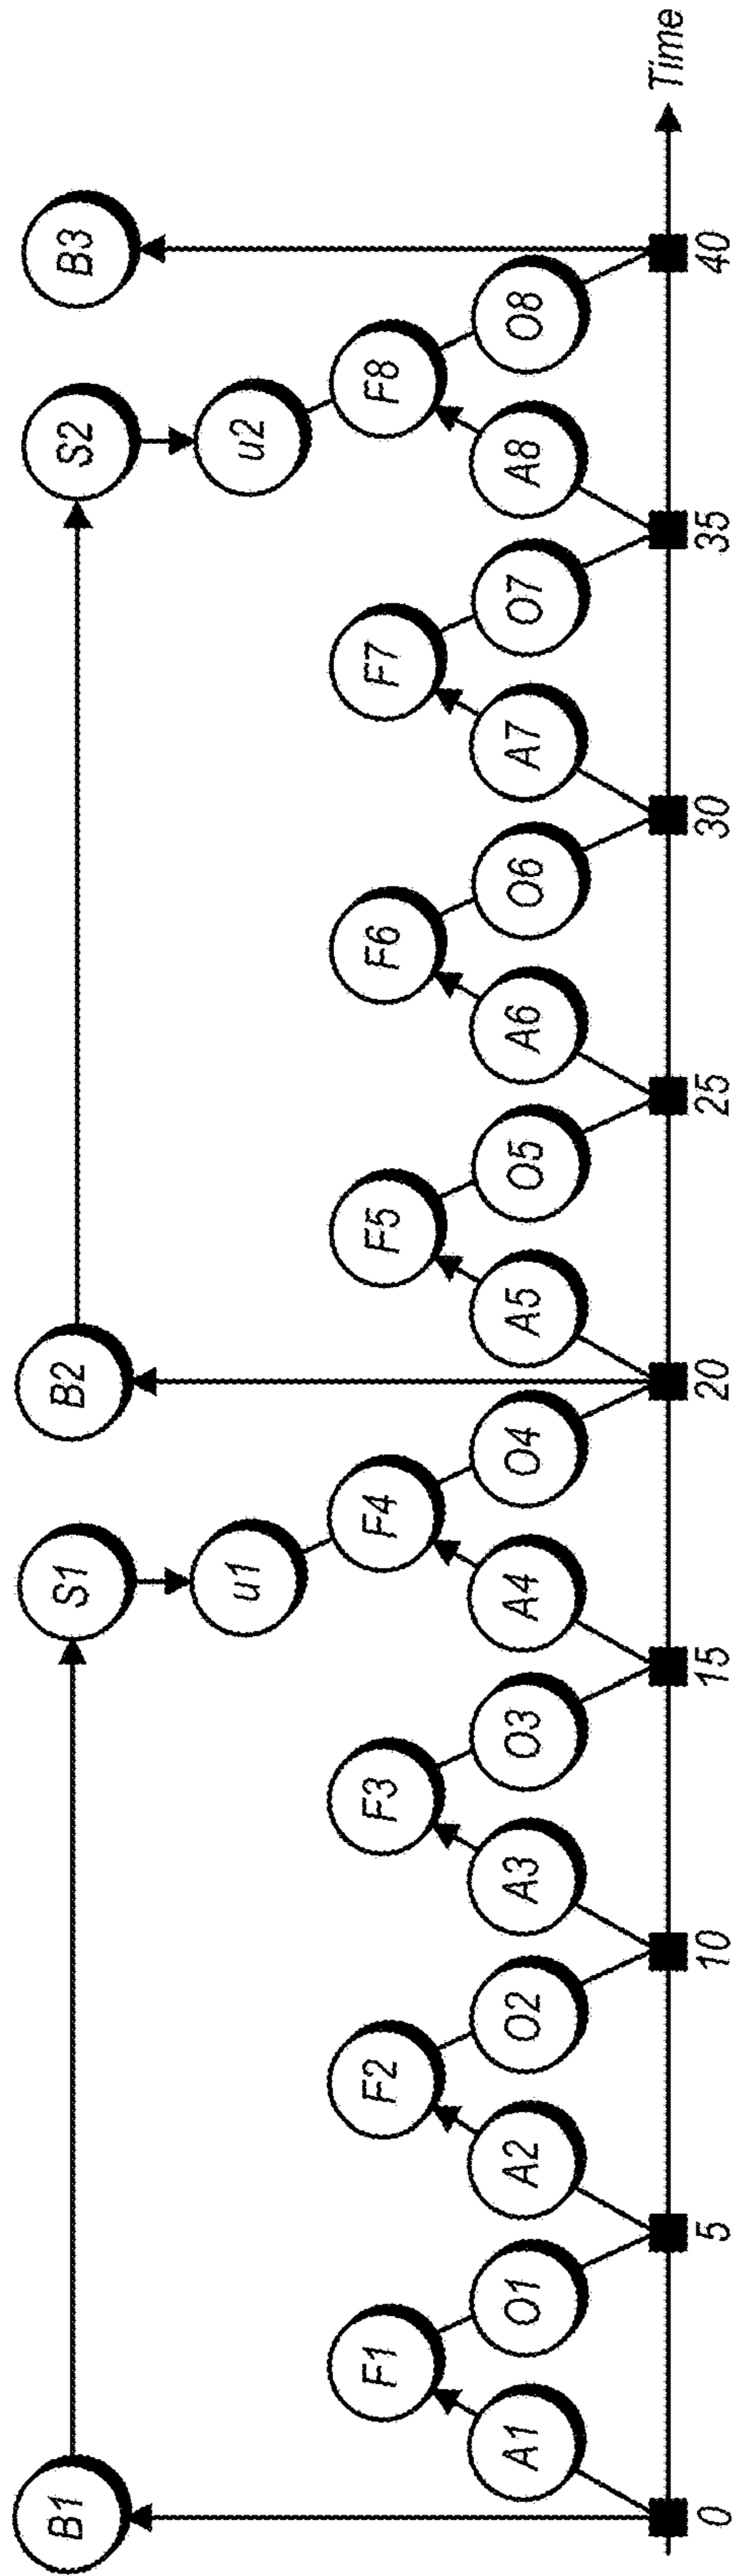 B1 S1 B2 S2 B3
u1 u2
F1 F2 F3 F4 F5 F6 F7 F8
A1 O1 A2 O2 A3 O3 A4 O4 A5 O5 A6 O6 A7 O7 A8 O8
Time
0 5 10 15 20 25 30 35 40